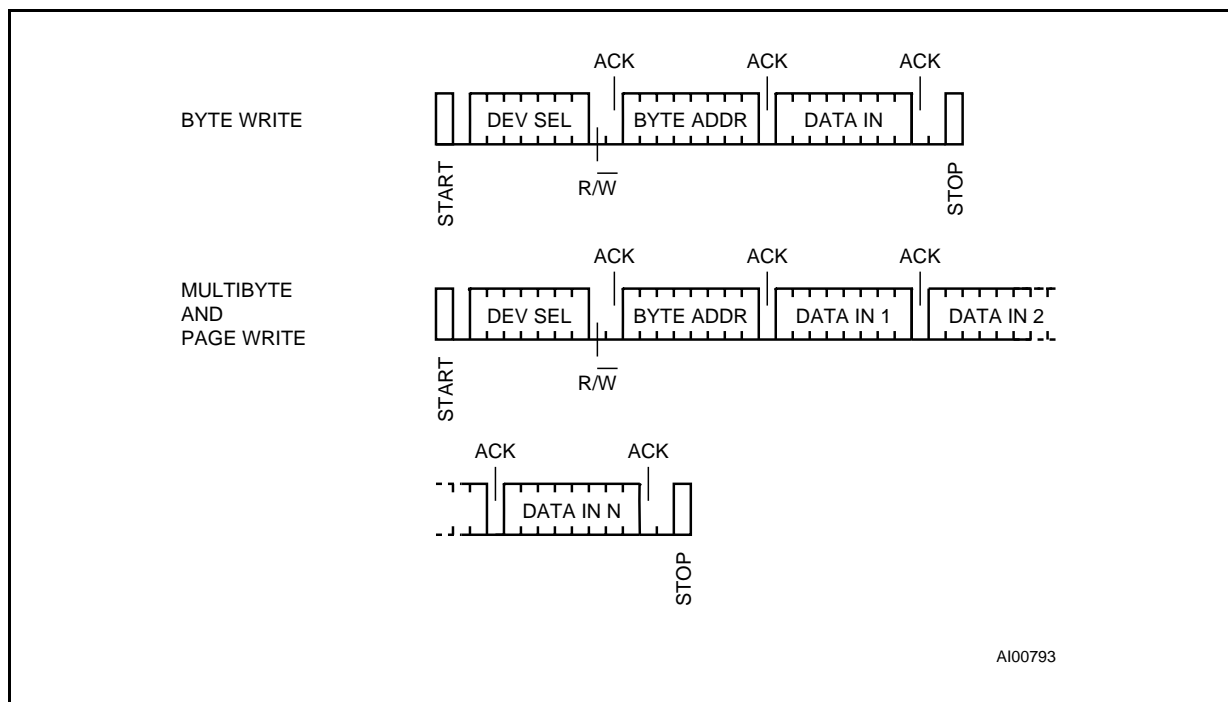 ACK ACK ACK
BYTE WRITE DEV SEL BYTE ADDR DATA IN
R/W
START STOP
ACK ACK ACK
MULTIBYTE
AND
PAGE WRITE
DEV SEL BYTE ADDR DATA IN 1 DATA IN 2
R/W
START
ACK ACK
DATA IN N
STOP
AI00793